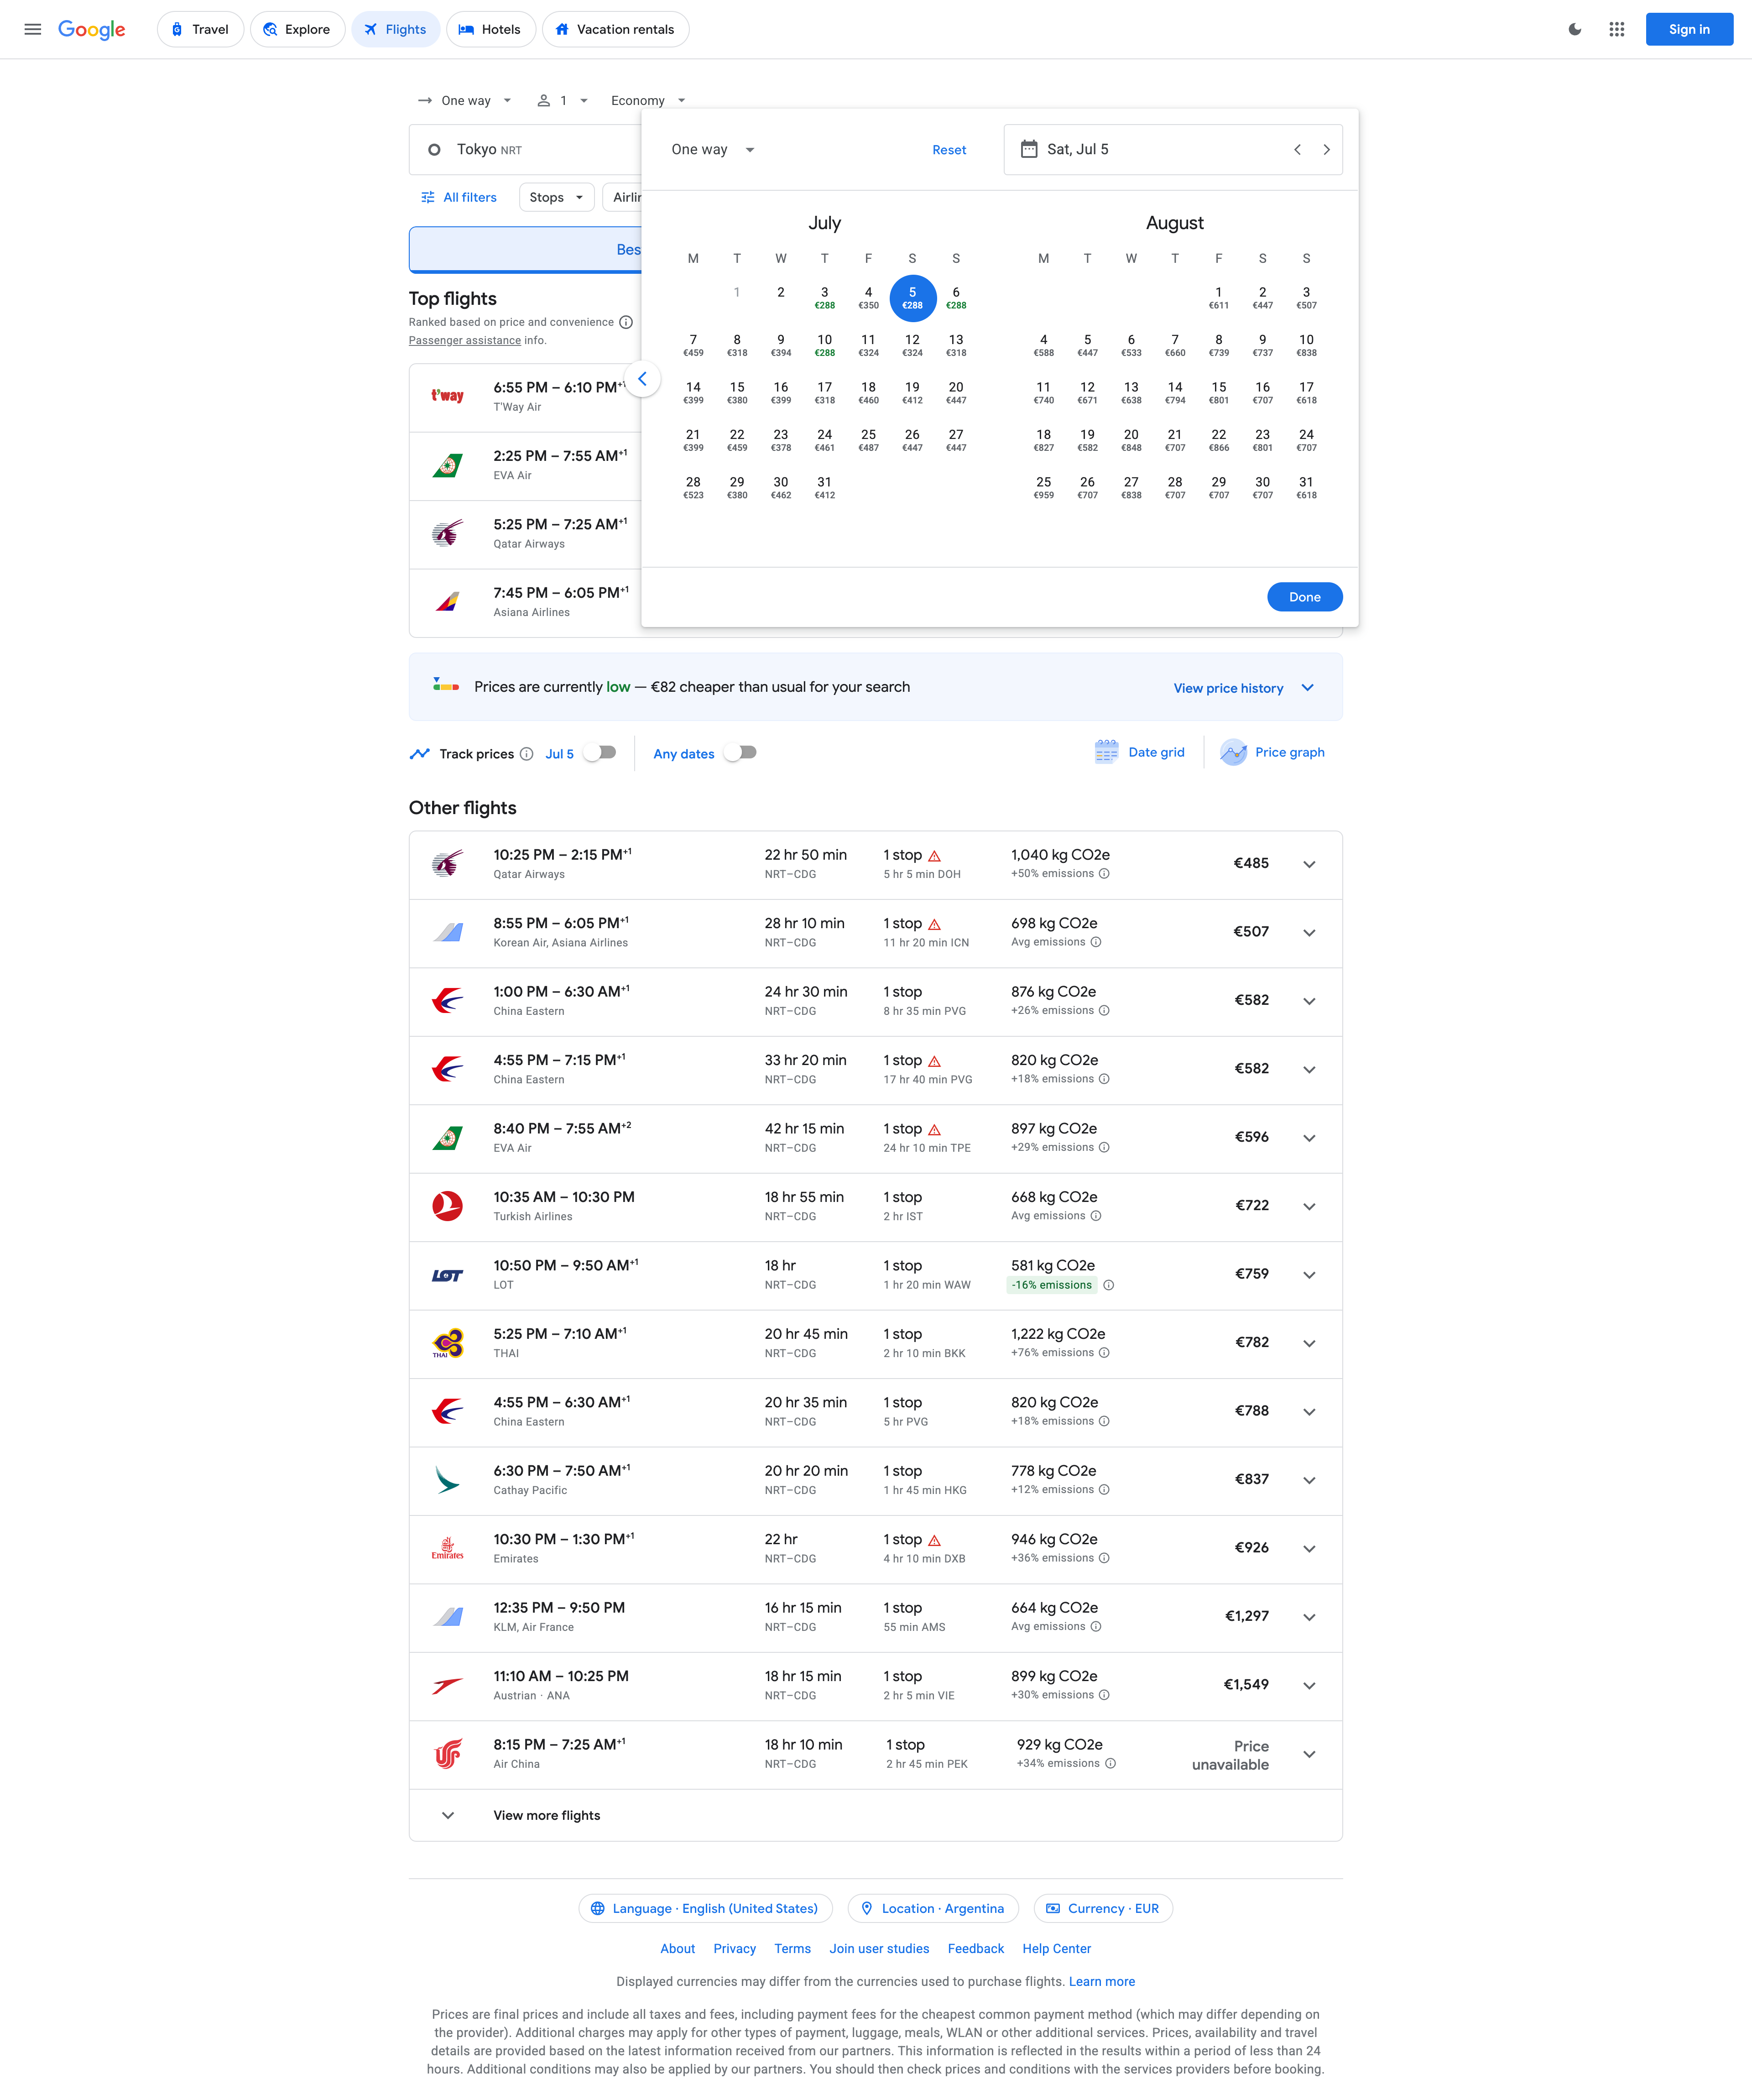 Google
Travel
Explore
Flights
Hotels
Vacation rentals
Sign in
One way
1
Economy
Tokyo NRT
One way
Reset
Sat, Jul 5
All filters
Stops
Airlin
Bes
July
M T W T F S S
1 2 3 4 5 6
€288 €350 €288 €288
7 8 9 10 11 12 13
€459 €318 €394 €288 €324 €324 €318
14 15 16 17 18 19 20
€399 €380 €399 €318 €460 €412 €447
21 22 23 24 25 26 27
€399 €459 €378 €461 €487 €447 €447
28 29 30 31
€523 €380 €462 €412
August
M T W T F S S
1 2 3
€611 €447 €507
4 5 6 7 8 9 10
€588 €447 €533 €660 €739 €737 €838
11 12 13 14 15 16 17
€740 €671 €638 €794 €801 €707 €618
18 19 20 21 22 23 24
€827 €582 €848 €707 €866 €801 €707
25 26 27 28 29 30 31
€959 €707 €838 €707 €707 €707 €618
Done
Top flights
Ranked based on price and convenience
Passenger assistance info.
t'way
6:55 PM – 6:10 PM+1
T'Way Air
2:25 PM – 7:55 AM+1
EVA Air
5:25 PM – 7:25 AM+1
Qatar Airways
7:45 PM – 6:05 PM+1
Asiana Airlines
Prices are currently low — €82 cheaper than usual for your search
View price history
Track prices
Jul 5
Any dates
Date grid
Price graph
Other flights
10:25 PM – 2:15 PM+1 22 hr 50 min 1 stop 1,040 kg CO2e €485
Qatar Airways NRT–CDG 5 hr 5 min DOH +50% emissions
8:55 PM – 6:05 PM+1 28 hr 10 min 1 stop 698 kg CO2e €507
Korean Air, Asiana Airlines NRT–CDG 11 hr 20 min ICN Avg emissions
1:00 PM – 6:30 AM+1 24 hr 30 min 1 stop 876 kg CO2e €582
China Eastern NRT–CDG 8 hr 35 min PVG +26% emissions
4:55 PM – 7:15 PM+1 33 hr 20 min 1 stop 820 kg CO2e €582
China Eastern NRT–CDG 17 hr 40 min PVG +18% emissions
8:40 PM – 7:55 AM+2 42 hr 15 min 1 stop 897 kg CO2e €596
EVA Air NRT–CDG 24 hr 10 min TPE +29% emissions
10:35 AM – 10:30 PM 18 hr 55 min 1 stop 668 kg CO2e €722
Turkish Airlines NRT–CDG 2 hr IST Avg emissions
LOT
10:50 PM – 9:50 AM+1 18 hr 1 stop 581 kg CO2e €759
LOT NRT–CDG 1 hr 20 min WAW -16% emissions
THAI
5:25 PM – 7:10 AM+1 20 hr 45 min 1 stop 1,222 kg CO2e €782
THAI NRT–CDG 2 hr 10 min BKK +76% emissions
4:55 PM – 6:30 AM+1 20 hr 35 min 1 stop 820 kg CO2e €788
China Eastern NRT–CDG 5 hr PVG +18% emissions
6:30 PM – 7:50 AM+1 20 hr 20 min 1 stop 778 kg CO2e €837
Cathay Pacific NRT–CDG 1 hr 45 min HKG +12% emissions
Emirates
10:30 PM – 1:30 PM+1 22 hr 1 stop 946 kg CO2e €926
Emirates NRT–CDG 4 hr 10 min DXB +36% emissions
12:35 PM – 9:50 PM 16 hr 15 min 1 stop 664 kg CO2e €1,297
KLM, Air France NRT–CDG 55 min AMS Avg emissions
11:10 AM – 10:25 PM 18 hr 15 min 1 stop 899 kg CO2e €1,549
Austrian · ANA NRT–CDG 2 hr 5 min VIE +30% emissions
8:15 PM – 7:25 AM+1 18 hr 10 min 1 stop 929 kg CO2e Price unavailable
Air China NRT–CDG 2 hr 45 min PEK +34% emissions
View more flights
Language · English (United States)
Location · Argentina
Currency · EUR
About Privacy Terms Join user studies Feedback Help Center
Displayed currencies may differ from the currencies used to purchase flights. Learn more
Prices are final prices and include all taxes and fees, including payment fees for the cheapest common payment method (which may differ depending on
the provider). Additional charges may apply for other types of payment, luggage, meals, WLAN or other additional services. Prices, availability and travel
details are provided based on the latest information received from our partners. This information is reflected in the results within a period of less than 24
hours. Additional conditions may also be applied by our partners. You should then check prices and conditions with the services providers before booking.